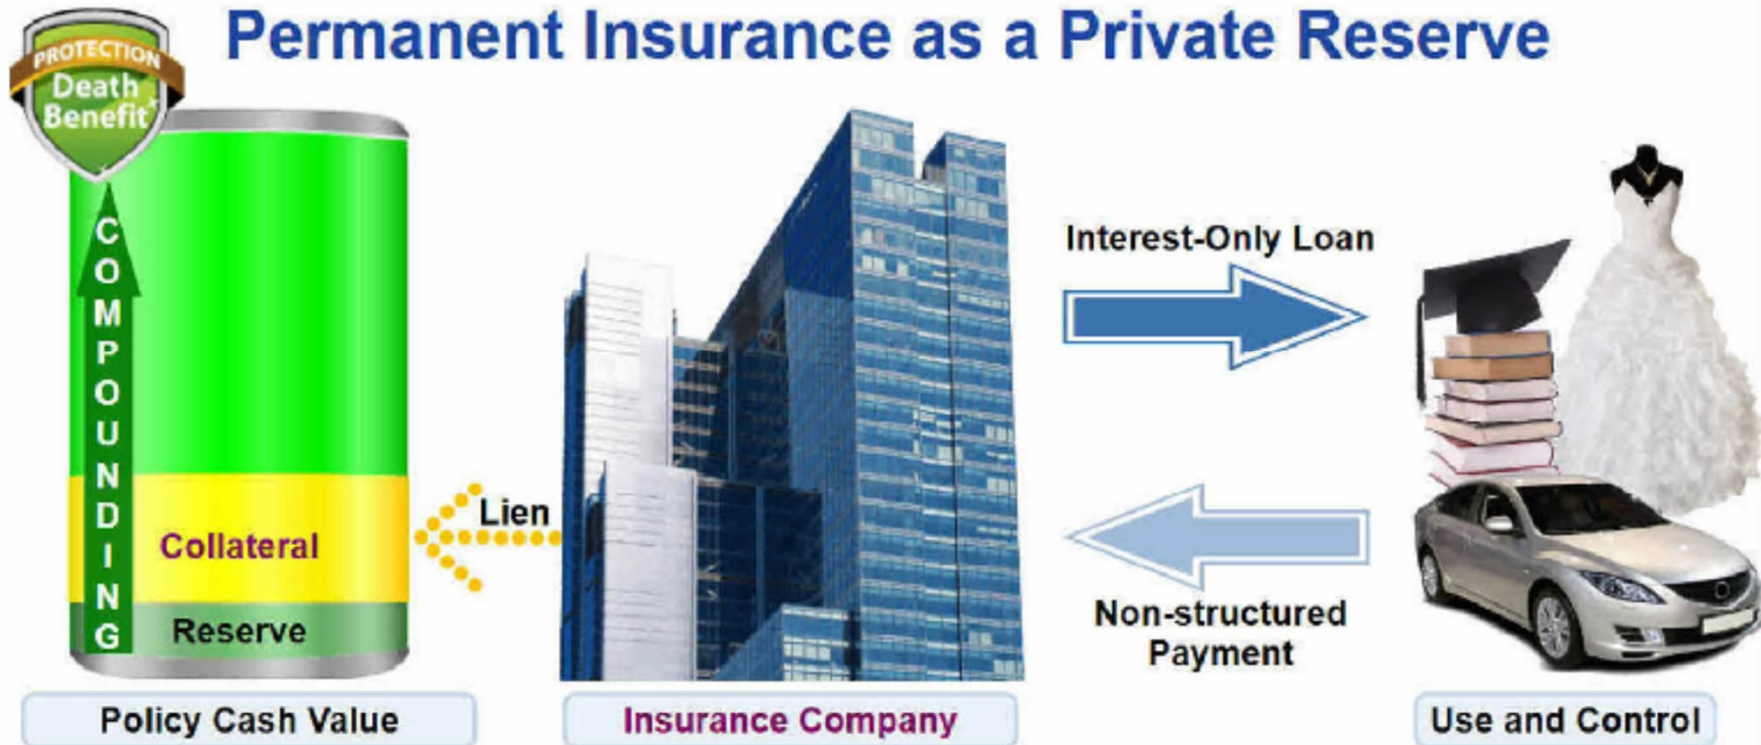 Permanent Insurance as a Private Reserve
PROTECTION
Death
Benefit*
COMPOUNDING
Collateral
Reserve
Lien
Interest-Only Loan
Non-structured
Payment
Policy Cash Value
Insurance Company
Use and Control